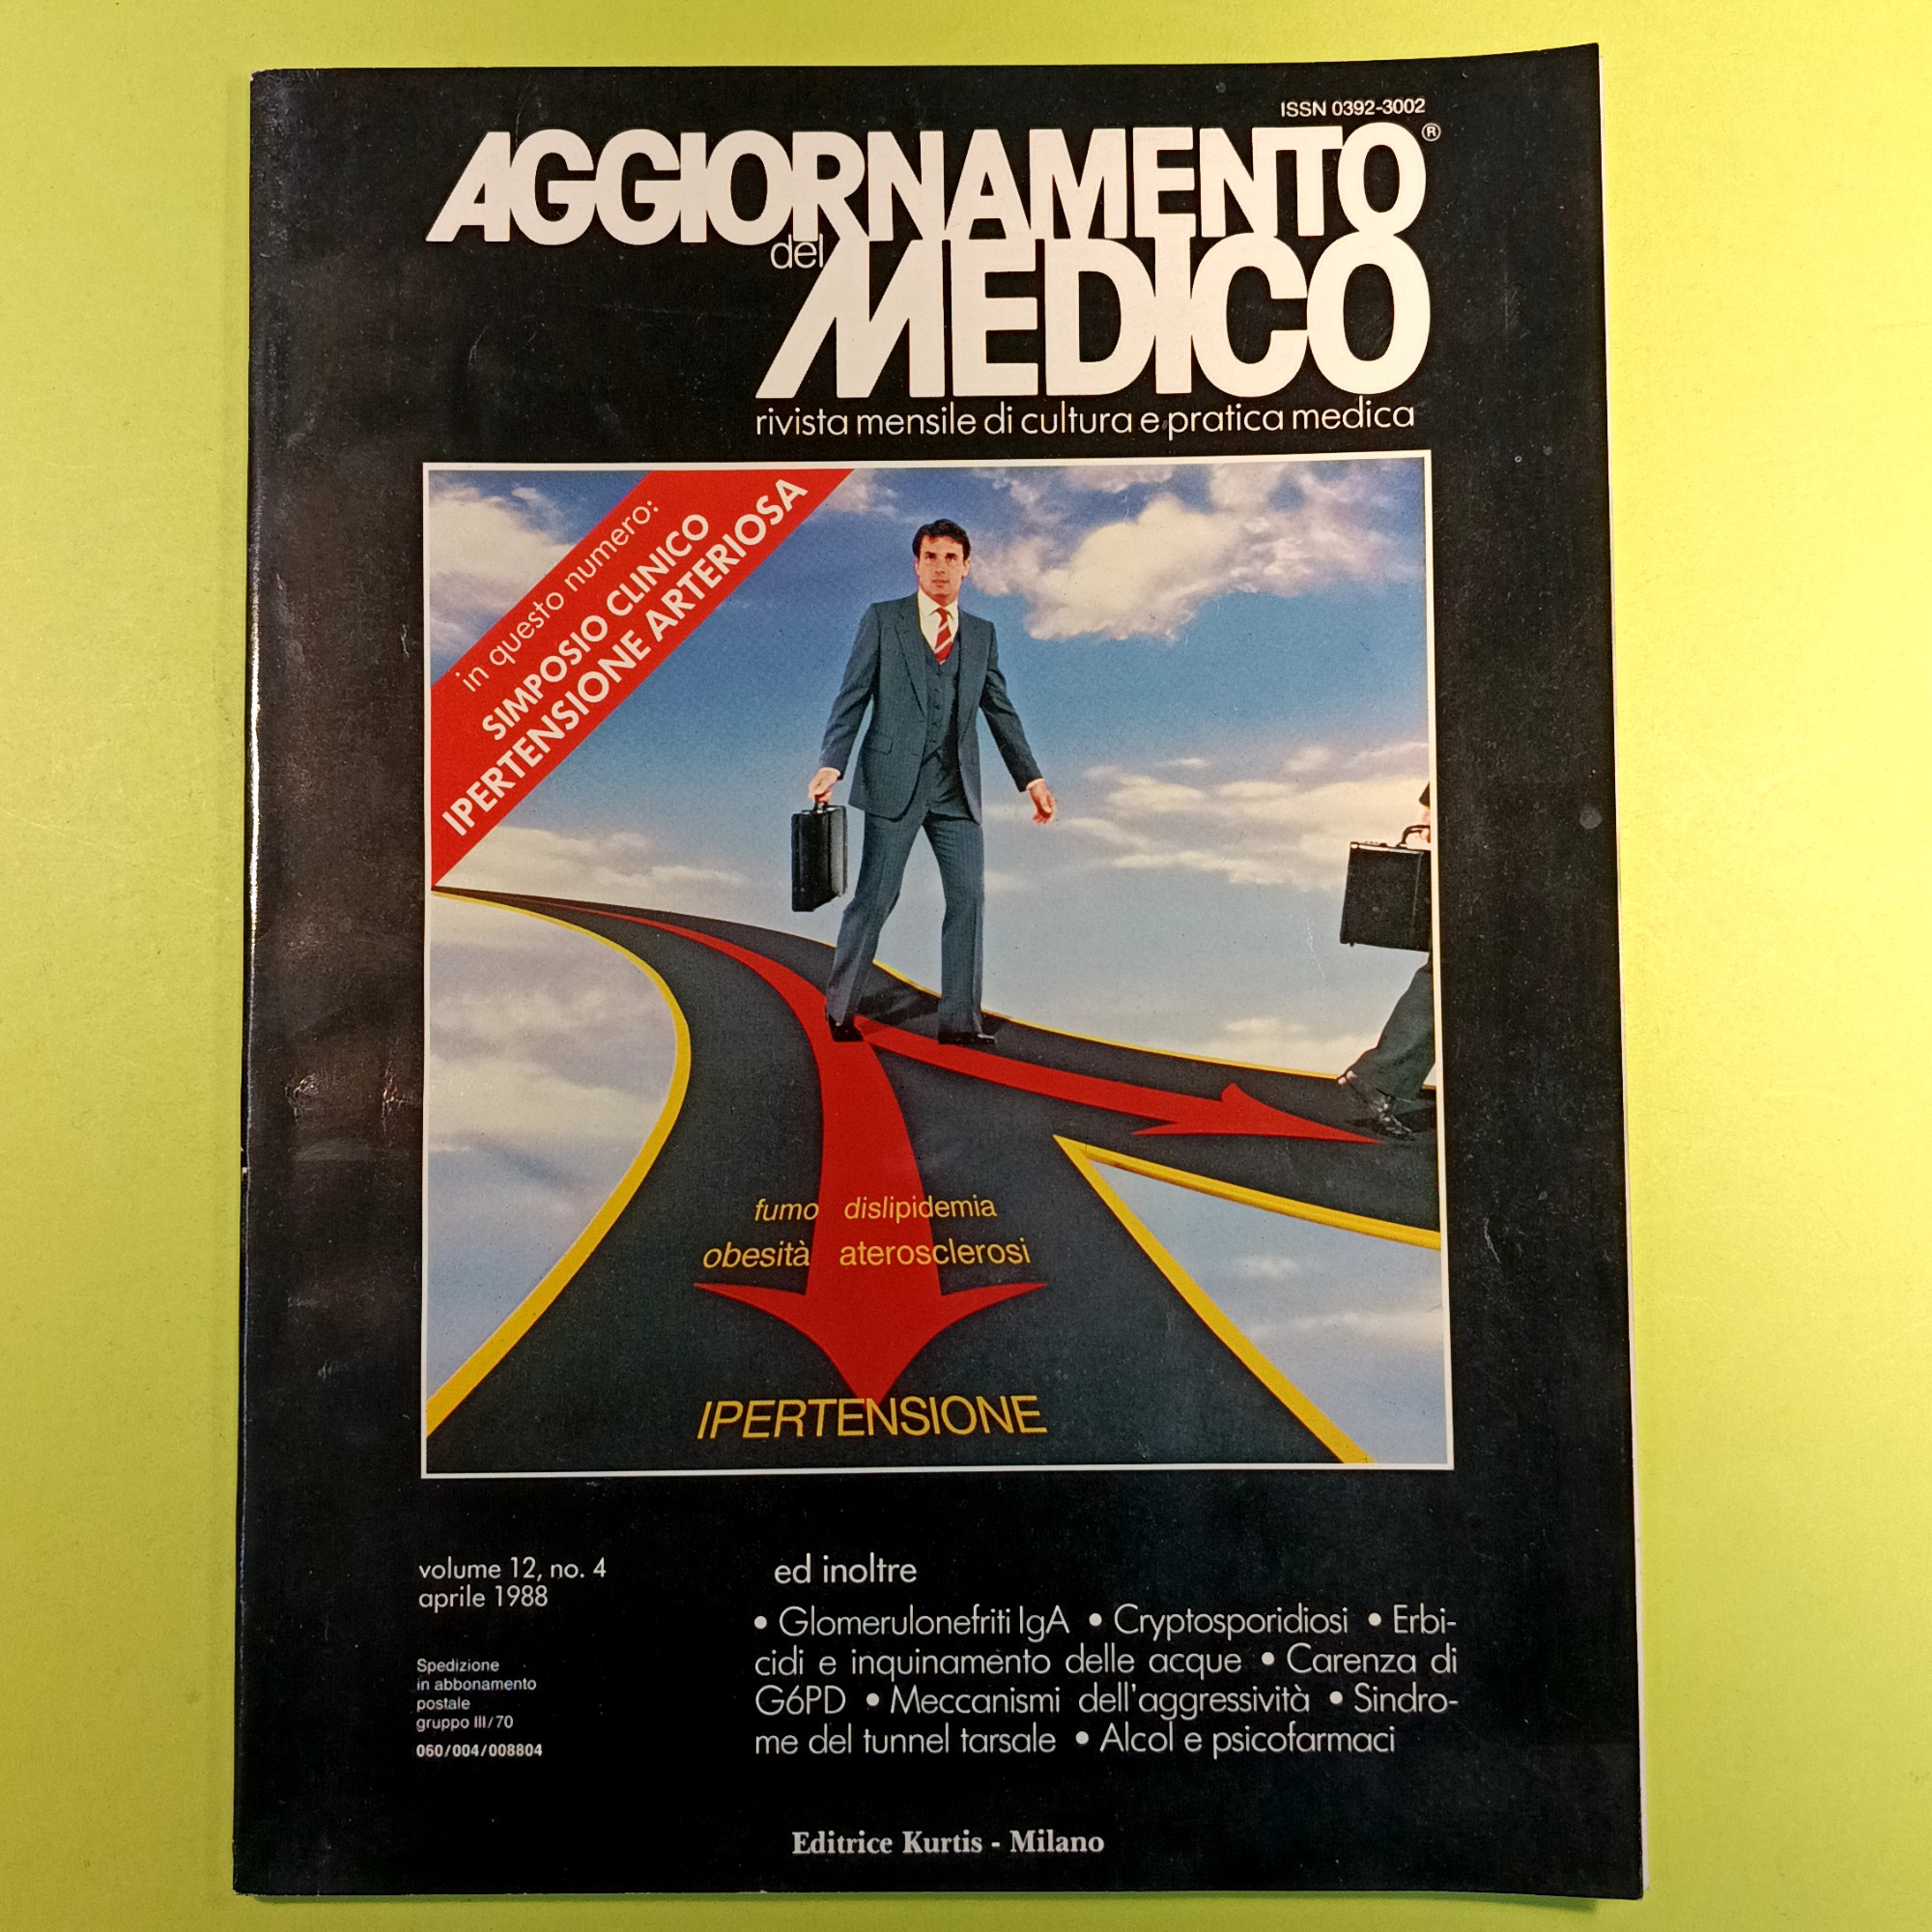 ISSN 0392-3002
AGGIORNAMENTO®
del MEDICO
rivista mensile di cultura e pratica medica
in questo numero:
SIMPOSIO CLINICO
IPERTENSIONE ARTERIOSA
fumo dislipidemia
obesità aterosclerosi
IPERTENSIONE
volume 12, no. 4
aprile 1988
Spedizione
in abbonamento
postale
gruppo III/70
060/004/008804
ed inoltre
• Glomerulonefriti IgA • Cryptosporidiosi • Erbi-
cidi e inquinamento delle acque • Carenza di
G6PD • Meccanismi dell'aggressività • Sindro-
me del tunnel tarsale • Alcol e psicofarmaci
Editrice Kurtis - Milano